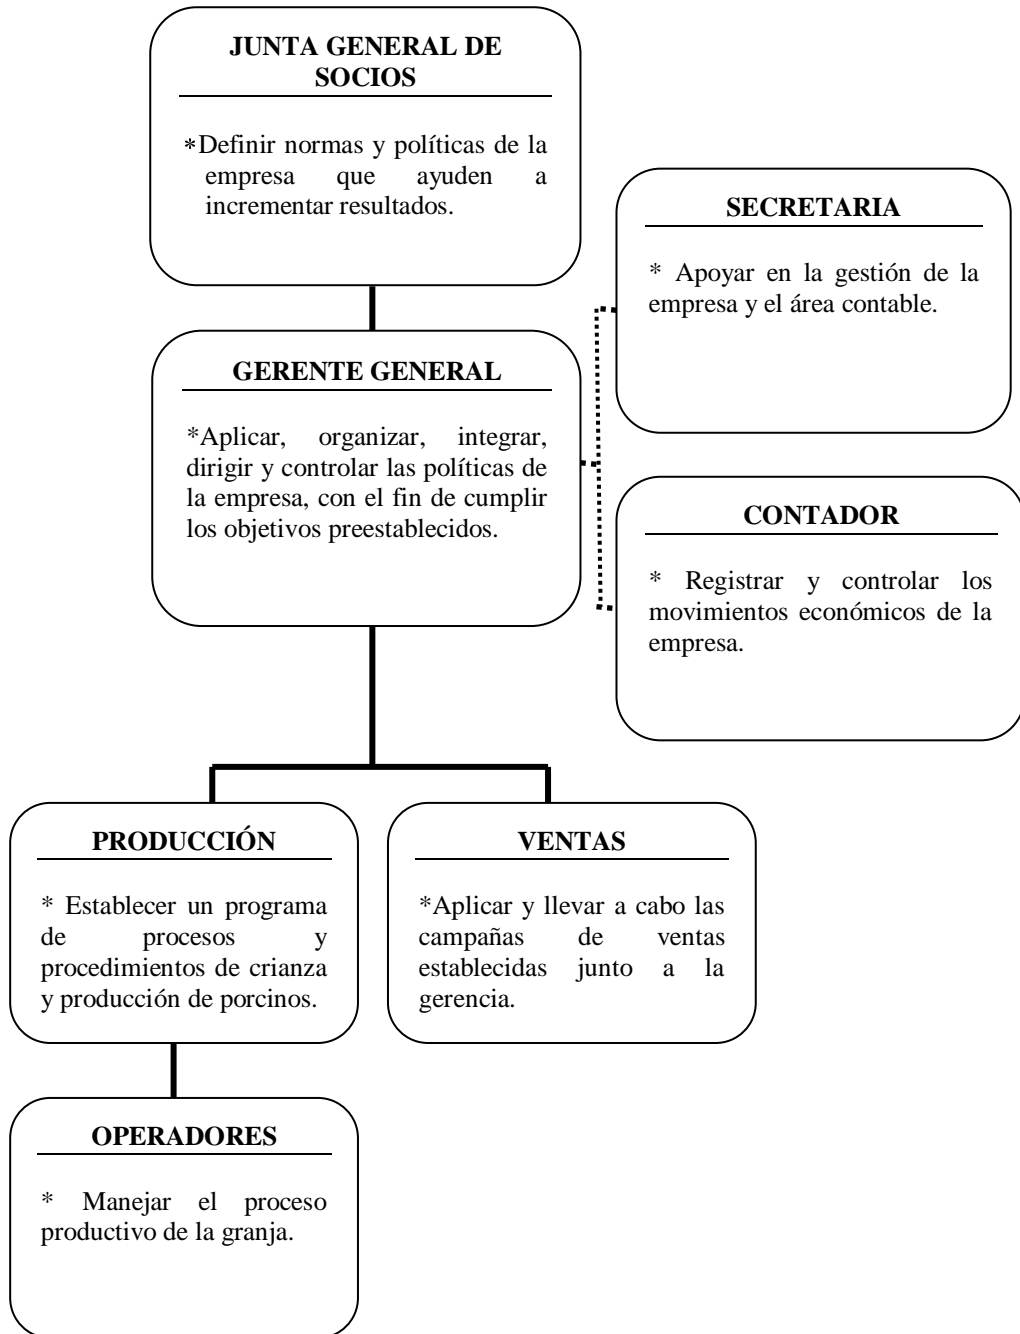 JUNTA GENERAL DE
SOCIOS
*Definir normas y políticas de la
empresa que ayuden a
incrementar resultados.
SECRETARIA
* Apoyar en la gestión de la
empresa y el área contable.
GERENTE GENERAL
*Aplicar, organizar, integrar,
dirigir y controlar las políticas de
la empresa, con el fin de cumplir
los objetivos preestablecidos.
CONTADOR
* Registrar y controlar los
movimientos económicos de la
empresa.
PRODUCCIÓN
* Establecer un programa
de procesos y
procedimientos de crianza
y producción de porcinos.
VENTAS
*Aplicar y llevar a cabo las
campañas de ventas
establecidas junto a la
gerencia.
OPERADORES
* Manejar el proceso
productivo de la granja.